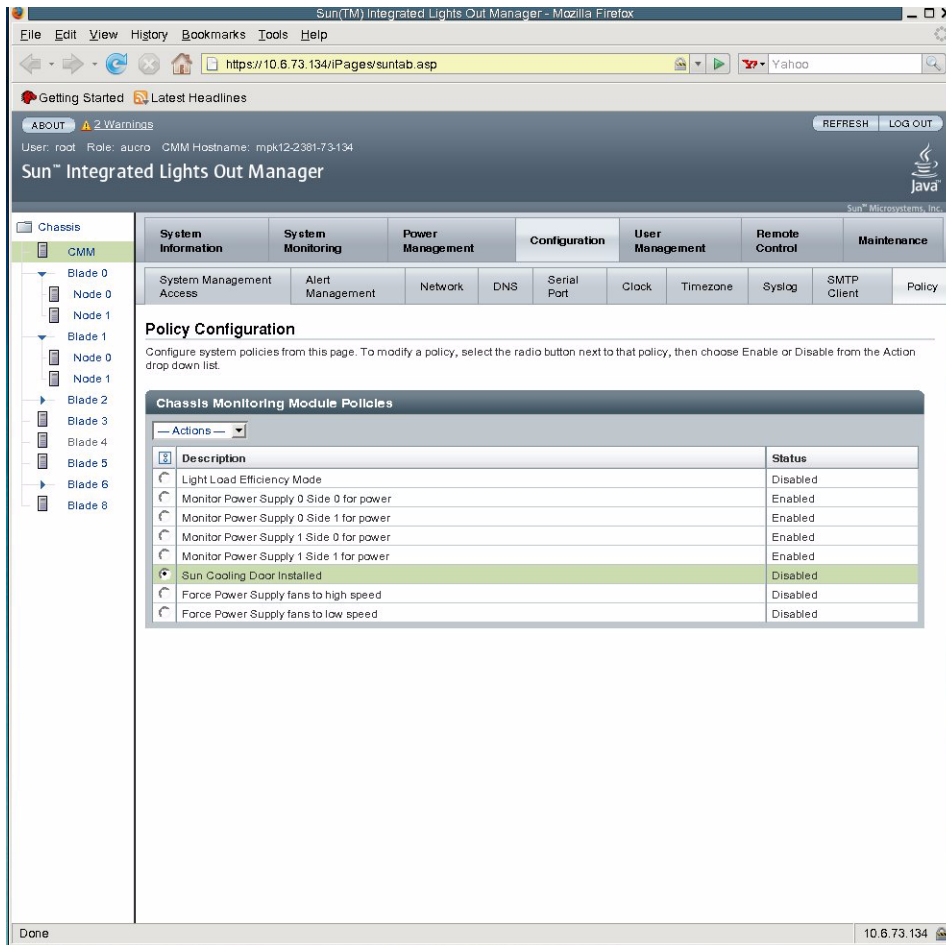 Sun(TM) Integrated Lights Out Manager - Mozilla Firefox
File Edit View History Bookmarks Tools Help
https://10.6.73.134/iPages/suntab.asp
Yahoo
Getting Started Latest Headlines
ABOUT 2 Warnings REFRESH LOG OUT
User: root Role: aucro CMM Hostname: mpk12-2381-73-134
Sun™ Integrated Lights Out Manager
Java™
Sun™ Microsystems, Inc.
Chassis
CMM
Blade 0
Node 0
Node 1
Blade 1
Node 0
Node 1
Blade 2
Blade 3
Blade 4
Blade 5
Blade 6
Blade 8
System Information System Monitoring Power Management Configuration User Management Remote Control Maintenance
System Management Access Alert Management Network DNS Serial Port Clock Timezone Syslog SMTP Client Policy
Policy Configuration
Configure system policies from this page. To modify a policy, select the radio button next to that policy, then choose Enable or Disable from the Action
drop down list.
Chassis Monitoring Module Policies
— Actions —
Description Status
Light Load Efficiency Mode Disabled
Monitor Power Supply 0 Side 0 for power Enabled
Monitor Power Supply 0 Side 1 for power Enabled
Monitor Power Supply 1 Side 0 for power Enabled
Monitor Power Supply 1 Side 1 for power Enabled
Sun Cooling Door Installed Disabled
Force Power Supply fans to high speed Disabled
Force Power Supply fans to low speed Disabled
Done 10.6.73.134